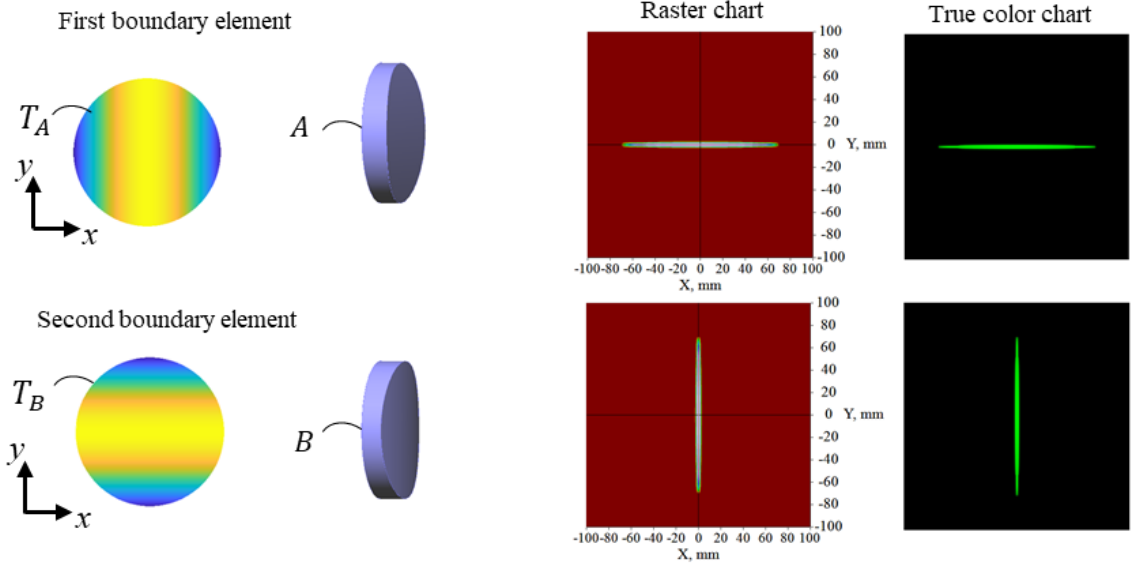 First boundary element
Raster chart
True color chart
T_A
A
y
x
100
80
60
40
20
0 Y, mm
-20
-40
-60
-80
-100
-100-80 -60 -40 -20 0 20 40 60 80 100
X, mm
Second boundary element
T_B
B
y
x
100
80
60
40
20
0 Y, mm
-20
-40
-60
-80
-100
-100-80 -60 -40 -20 0 20 40 60 80 100
X, mm